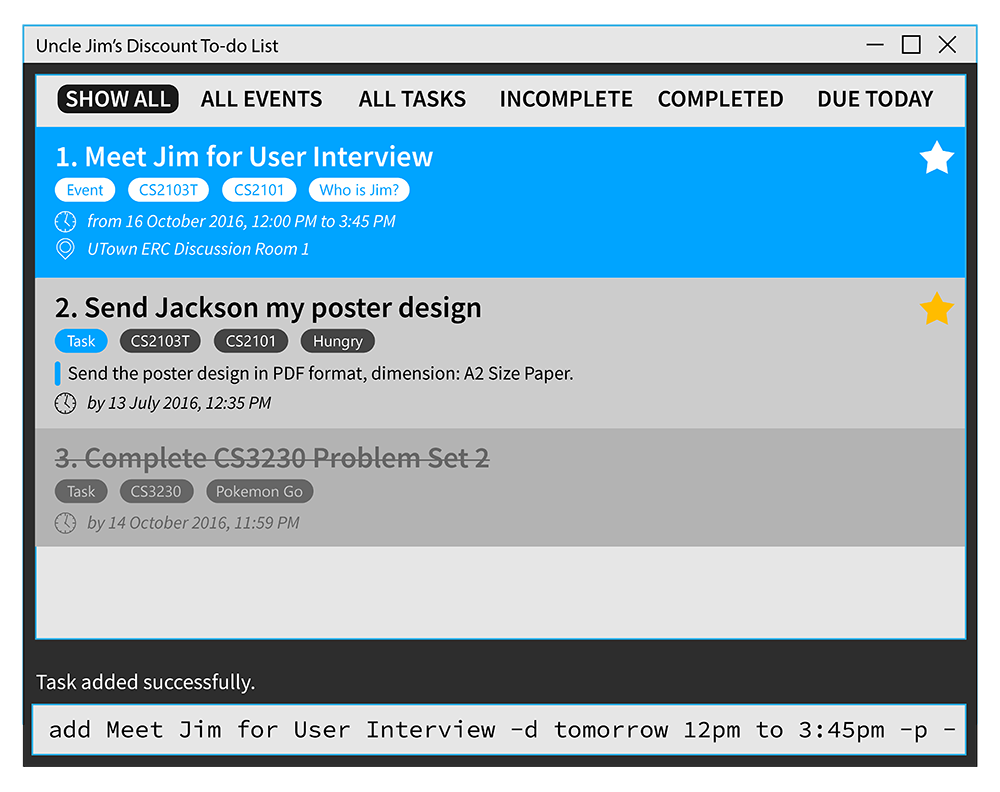 Uncle Jim's Discount To-do List
SHOW ALL ALL EVENTS ALL TASKS INCOMPLETE COMPLETED DUE TODAY
1. Meet Jim for User Interview
Event CS2103T CS2101 Who is Jim?
from 16 October 2016, 12:00 PM to 3:45 PM
UTown ERC Discussion Room 1
2. Send Jackson my poster design
Task CS2103T CS2101 Hungry
Send the poster design in PDF format, dimension: A2 Size Paper.
by 13 July 2016, 12:35 PM
3. Complete CS3230 Problem Set 2
Task CS3230 Pokemon Go
by 14 October 2016, 11:59 PM
Task added successfully.
add Meet Jim for User Interview -d tomorrow 12pm to 3:45pm -p -